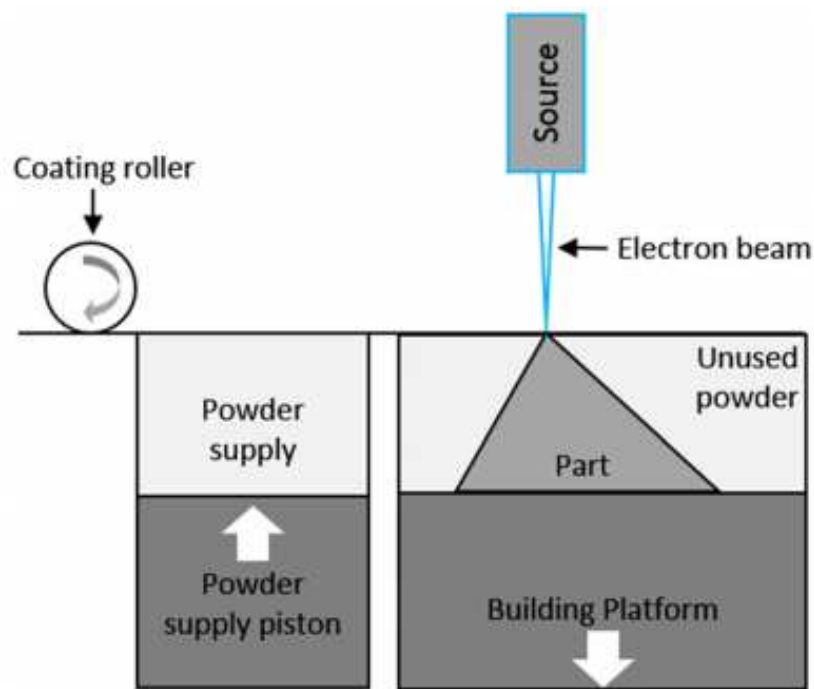 Source
Coating roller
Electron beam
Unused
powder
Powder
supply
Part
Powder
supply piston
Building Platform